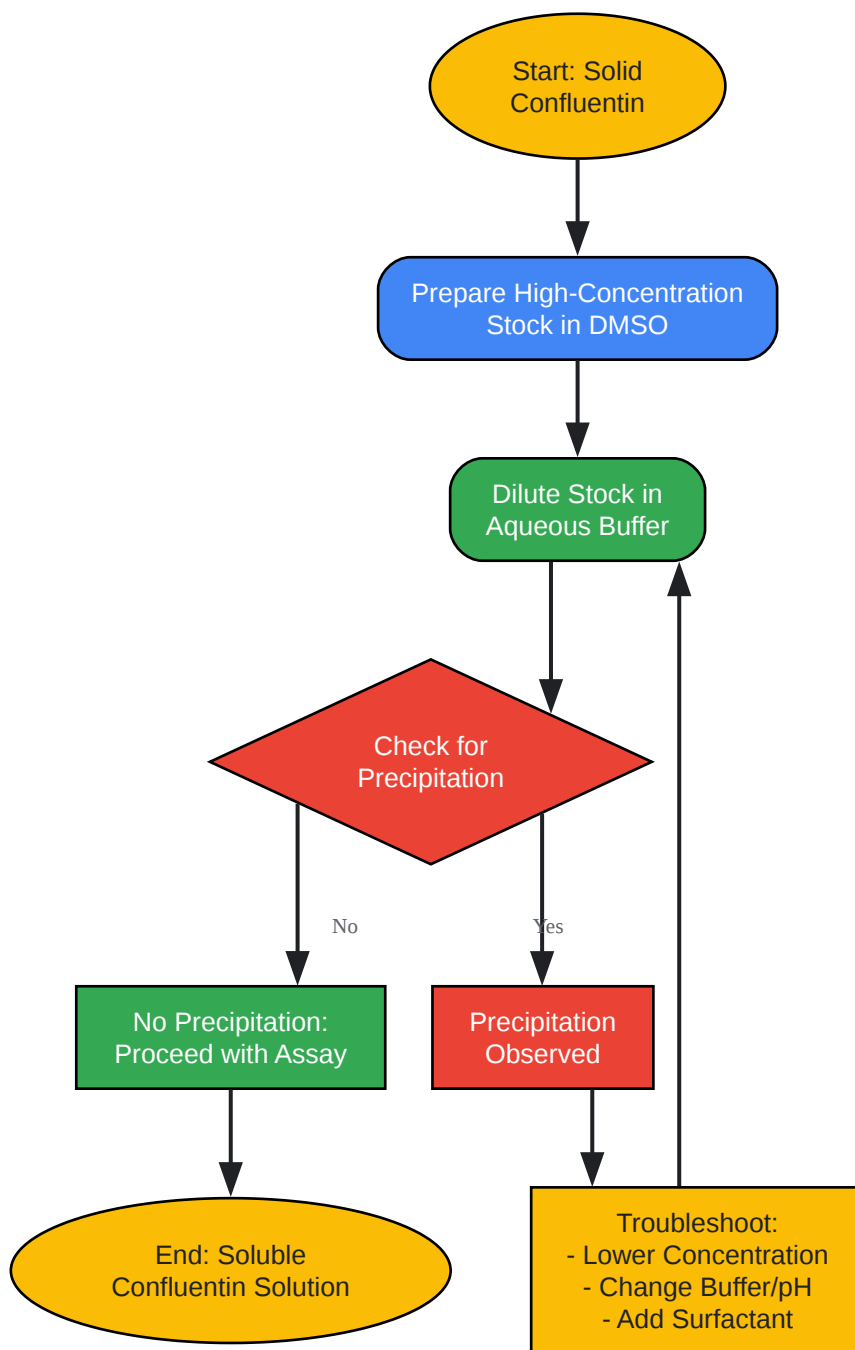 Start: Solid
Confluentin
Prepare High-Concentration
Stock in DMSO
Dilute Stock in
Aqueous Buffer
Check for
Precipitation
No
Yes
No Precipitation:
Proceed with Assay
Precipitation
Observed
End: Soluble
Confluentin Solution
Troubleshoot:
- Lower Concentration
- Change Buffer/pH
- Add Surfactant